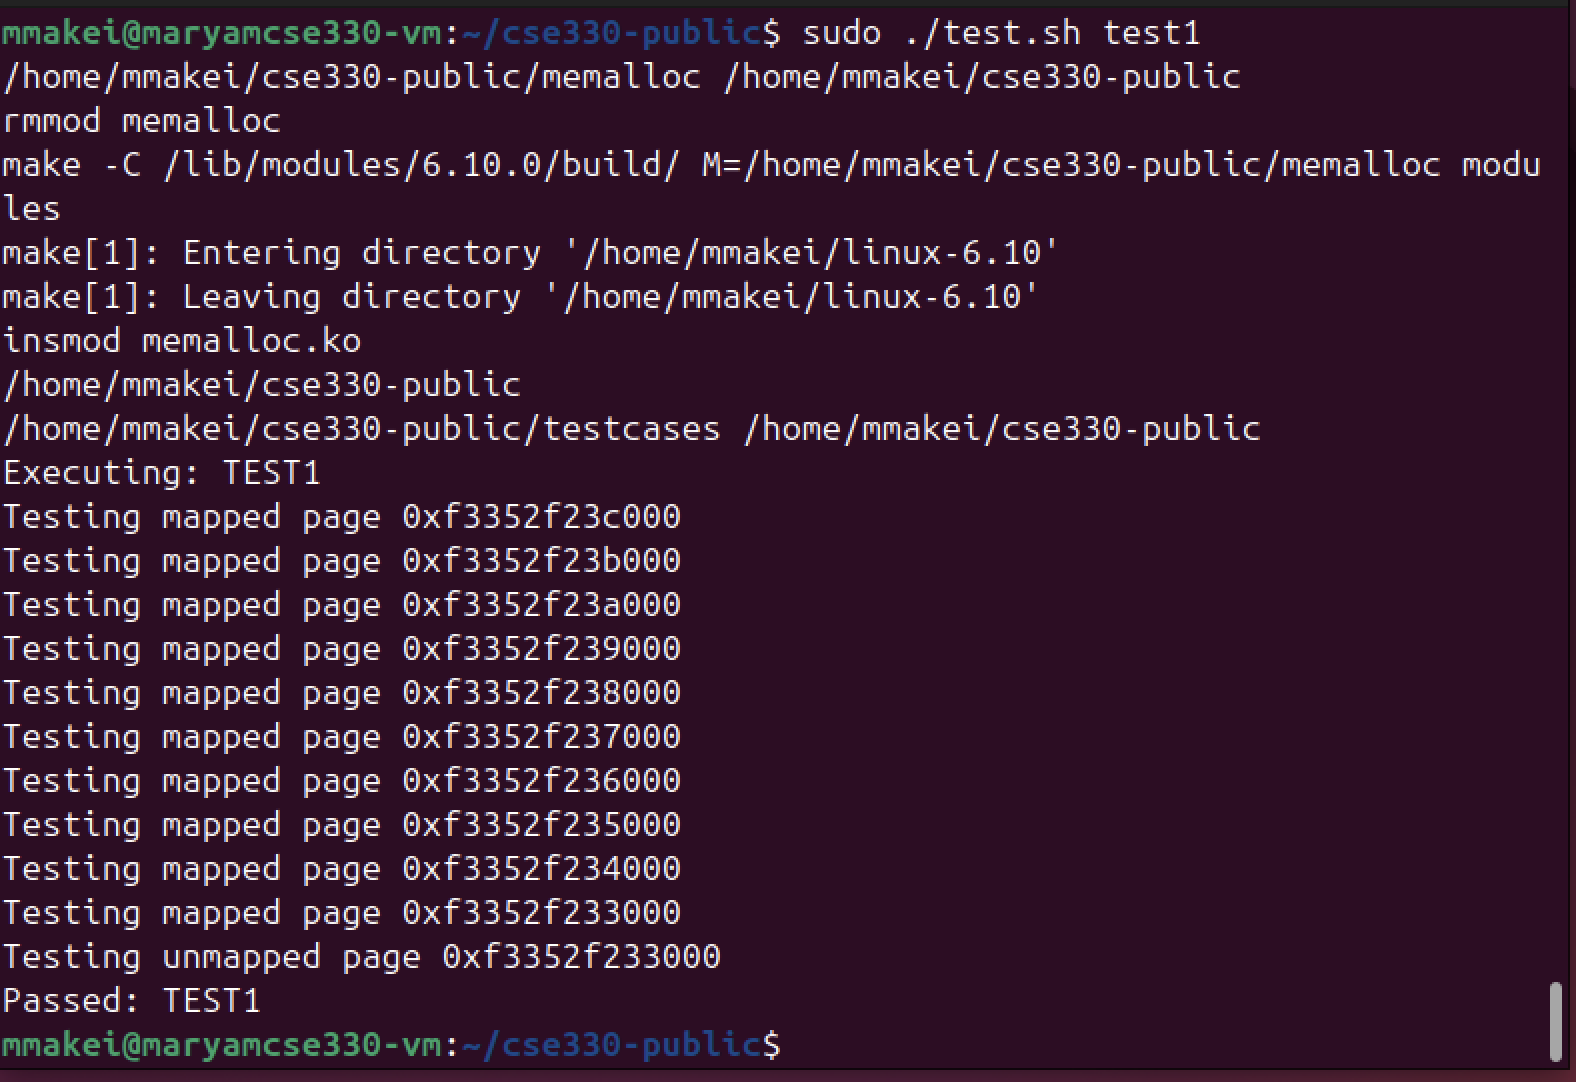 mmakei@maryamcse330-vm:~/cse330-public$ sudo ./test.sh test1
/home/mmakei/cse330-public/memalloc /home/mmakei/cse330-public
rmmod memalloc
make -C /lib/modules/6.10.0/build/ M=/home/mmakei/cse330-public/memalloc modu
les
make[1]: Entering directory '/home/mmakei/linux-6.10'
make[1]: Leaving directory '/home/mmakei/linux-6.10'
insmod memalloc.ko
/home/mmakei/cse330-public
/home/mmakei/cse330-public/testcases /home/mmakei/cse330-public
Executing: TEST1
Testing mapped page 0xf3352f23c000
Testing mapped page 0xf3352f23b000
Testing mapped page 0xf3352f23a000
Testing mapped page 0xf3352f239000
Testing mapped page 0xf3352f238000
Testing mapped page 0xf3352f237000
Testing mapped page 0xf3352f236000
Testing mapped page 0xf3352f235000
Testing mapped page 0xf3352f234000
Testing mapped page 0xf3352f233000
Testing unmapped page 0xf3352f233000
Passed: TEST1
mmakei@maryamcse330-vm:~/cse330-public$